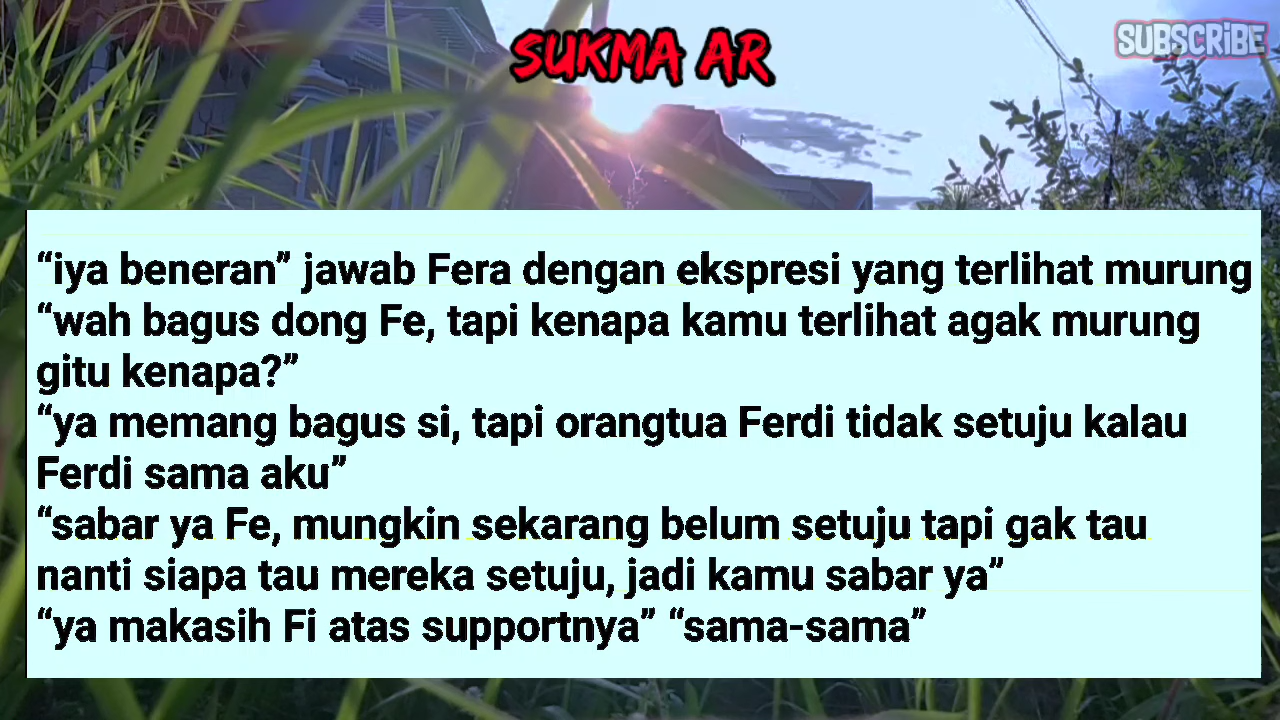 SUKMA AR
SUBSCRIBE
“iya beneran” jawab Fera dengan ekspresi yang terlihat murung
“wah bagus dong Fe, tapi kenapa kamu terlihat agak murung
gitu kenapa?”
“ya memang bagus si, tapi orangtua Ferdi tidak setuju kalau
Ferdi sama aku”
“sabar ya Fe, mungkin sekarang belum setuju tapi gak tau
nanti siapa tau mereka setuju, jadi kamu sabar ya”
“ya makasih Fi atas supportnya” “sama-sama”